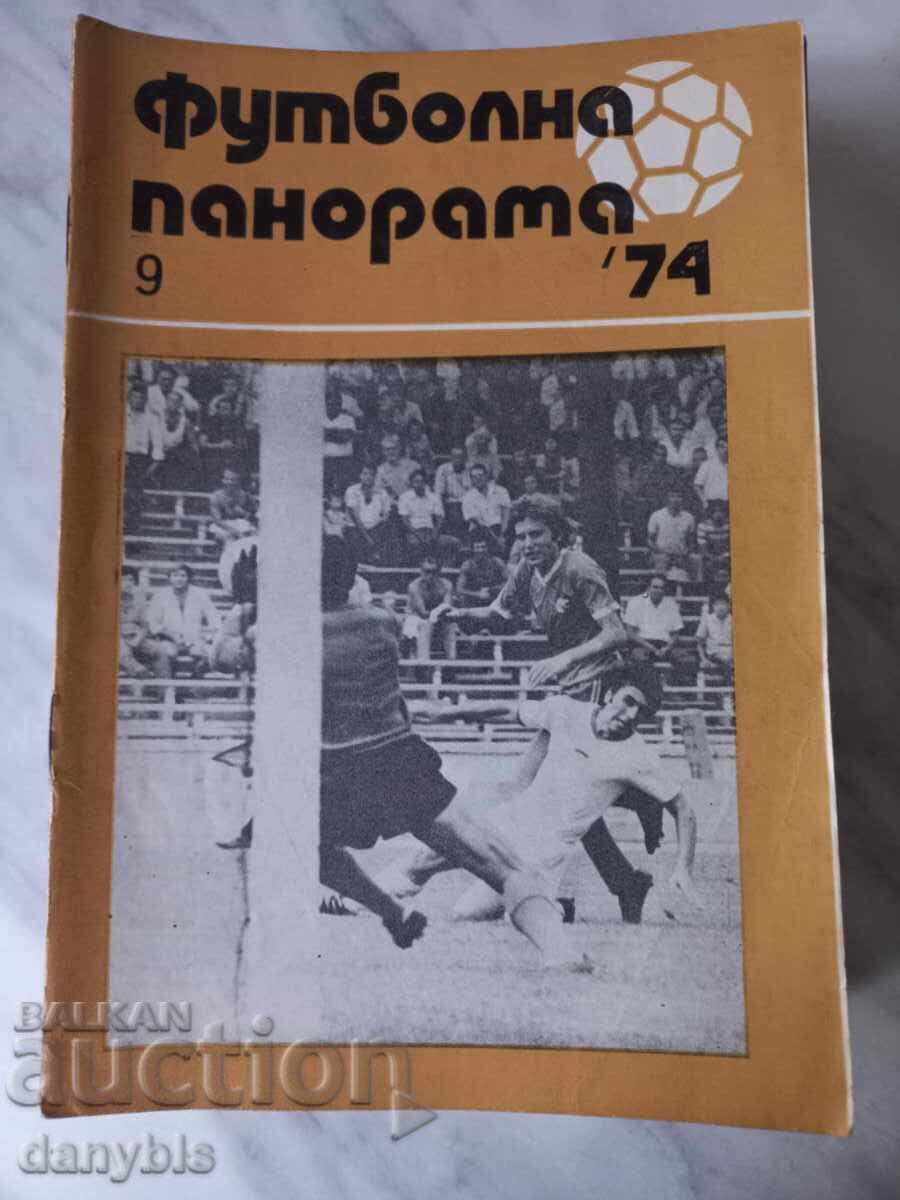 футболна
панорама
9 '74
BALKAN
auction
danybls